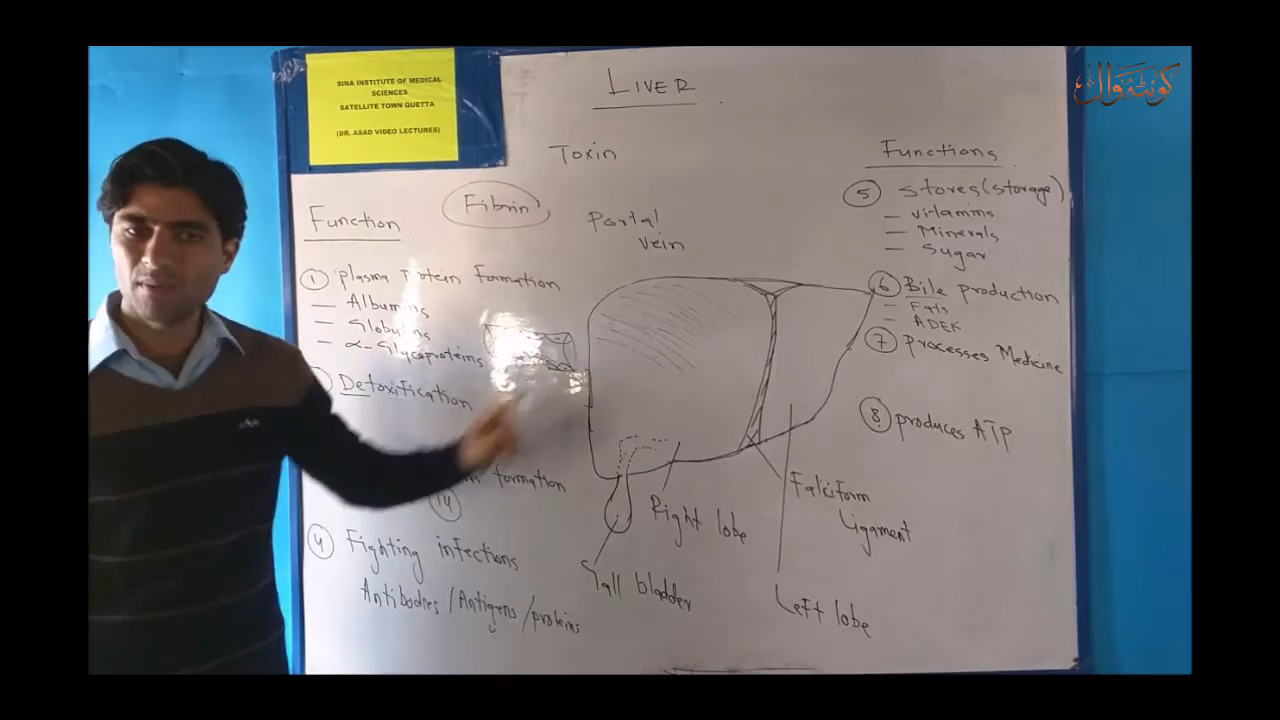 SINA INSTITUTE OF MEDICAL
SCIENCES
SATELLITE TOWN QUETTA
(DR. ASAD VIDEO LECTURES)
LIVER
Toxin
Fibrin
Portal
vein
Function
1 plasma protein Formation
— Albumins
— Globulins
— α-Glycoproteins
Detoxification
formation
14
4 Fighting infections
Antibodies/Antigens/proteins
Functions
5 stores(storage)
— vitamins
— Minerals
— Sugar
6 Bile production
— Fats
— ADEK
7 processes Medicine
8 produces ATP
Falciform
Ligament
Right lobe
Gall bladder
Left lobe
کوئٹہ وال